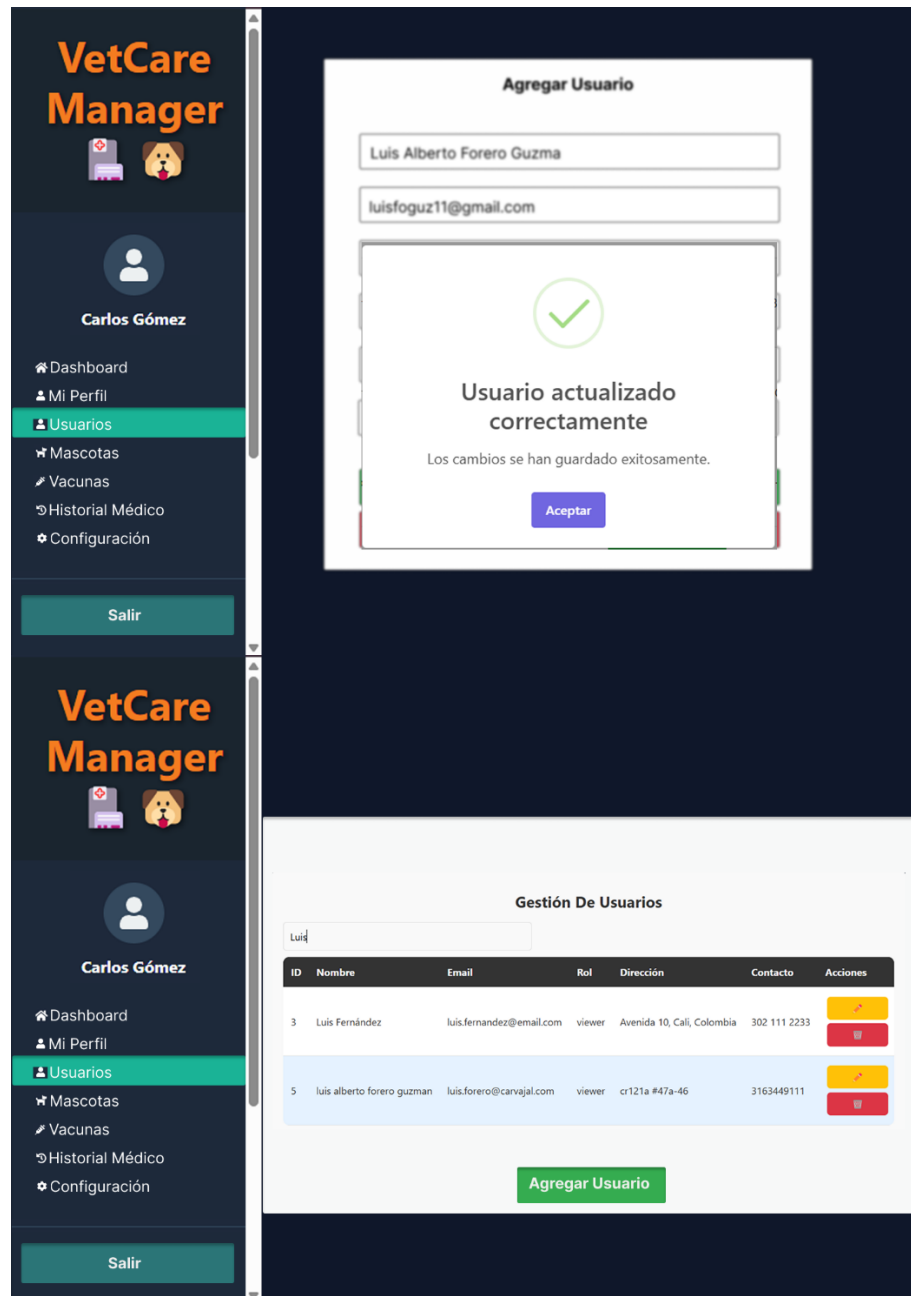 VetCare
Manager
Carlos Gómez
Dashboard
Mi Perfil
Usuarios
Mascotas
Vacunas
Historial Médico
Configuración
Salir
Agregar Usuario
Luis Alberto Forero Guzma
luisfoguz11@gmail.com
Usuario actualizado
correctamente
Los cambios se han guardado exitosamente.
Aceptar
VetCare
Manager
Carlos Gómez
Dashboard
Mi Perfil
Usuarios
Mascotas
Vacunas
Historial Médico
Configuración
Salir
Gestión De Usuarios
Luis
ID Nombre Email Rol Dirección Contacto Acciones
3 Luis Fernández luis.fernandez@email.com viewer Avenida 10, Cali, Colombia 302 111 2233
5 luis alberto forero guzman luis.forero@carvajal.com viewer cr121a #47a-46 3163449111
Agregar Usuario